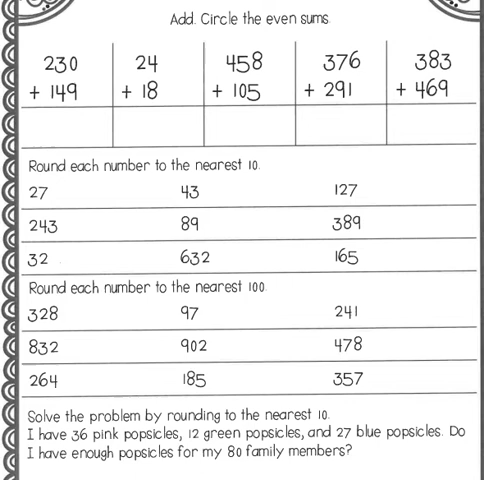 Add. Circle the even sums.
230 24 458 376 383
+ 149 + 18 + 105 + 291 + 469
Round each number to the nearest 10.
27 43 127
243 89 389
32 632 165
Round each number to the nearest 100.
328 97 241
832 902 478
264 185 357
Solve the problem by rounding to the nearest 10.
I have 36 pink popsicles, 12 green popsicles, and 27 blue popsicles. Do
I have enough popsicles for my 80 family members?